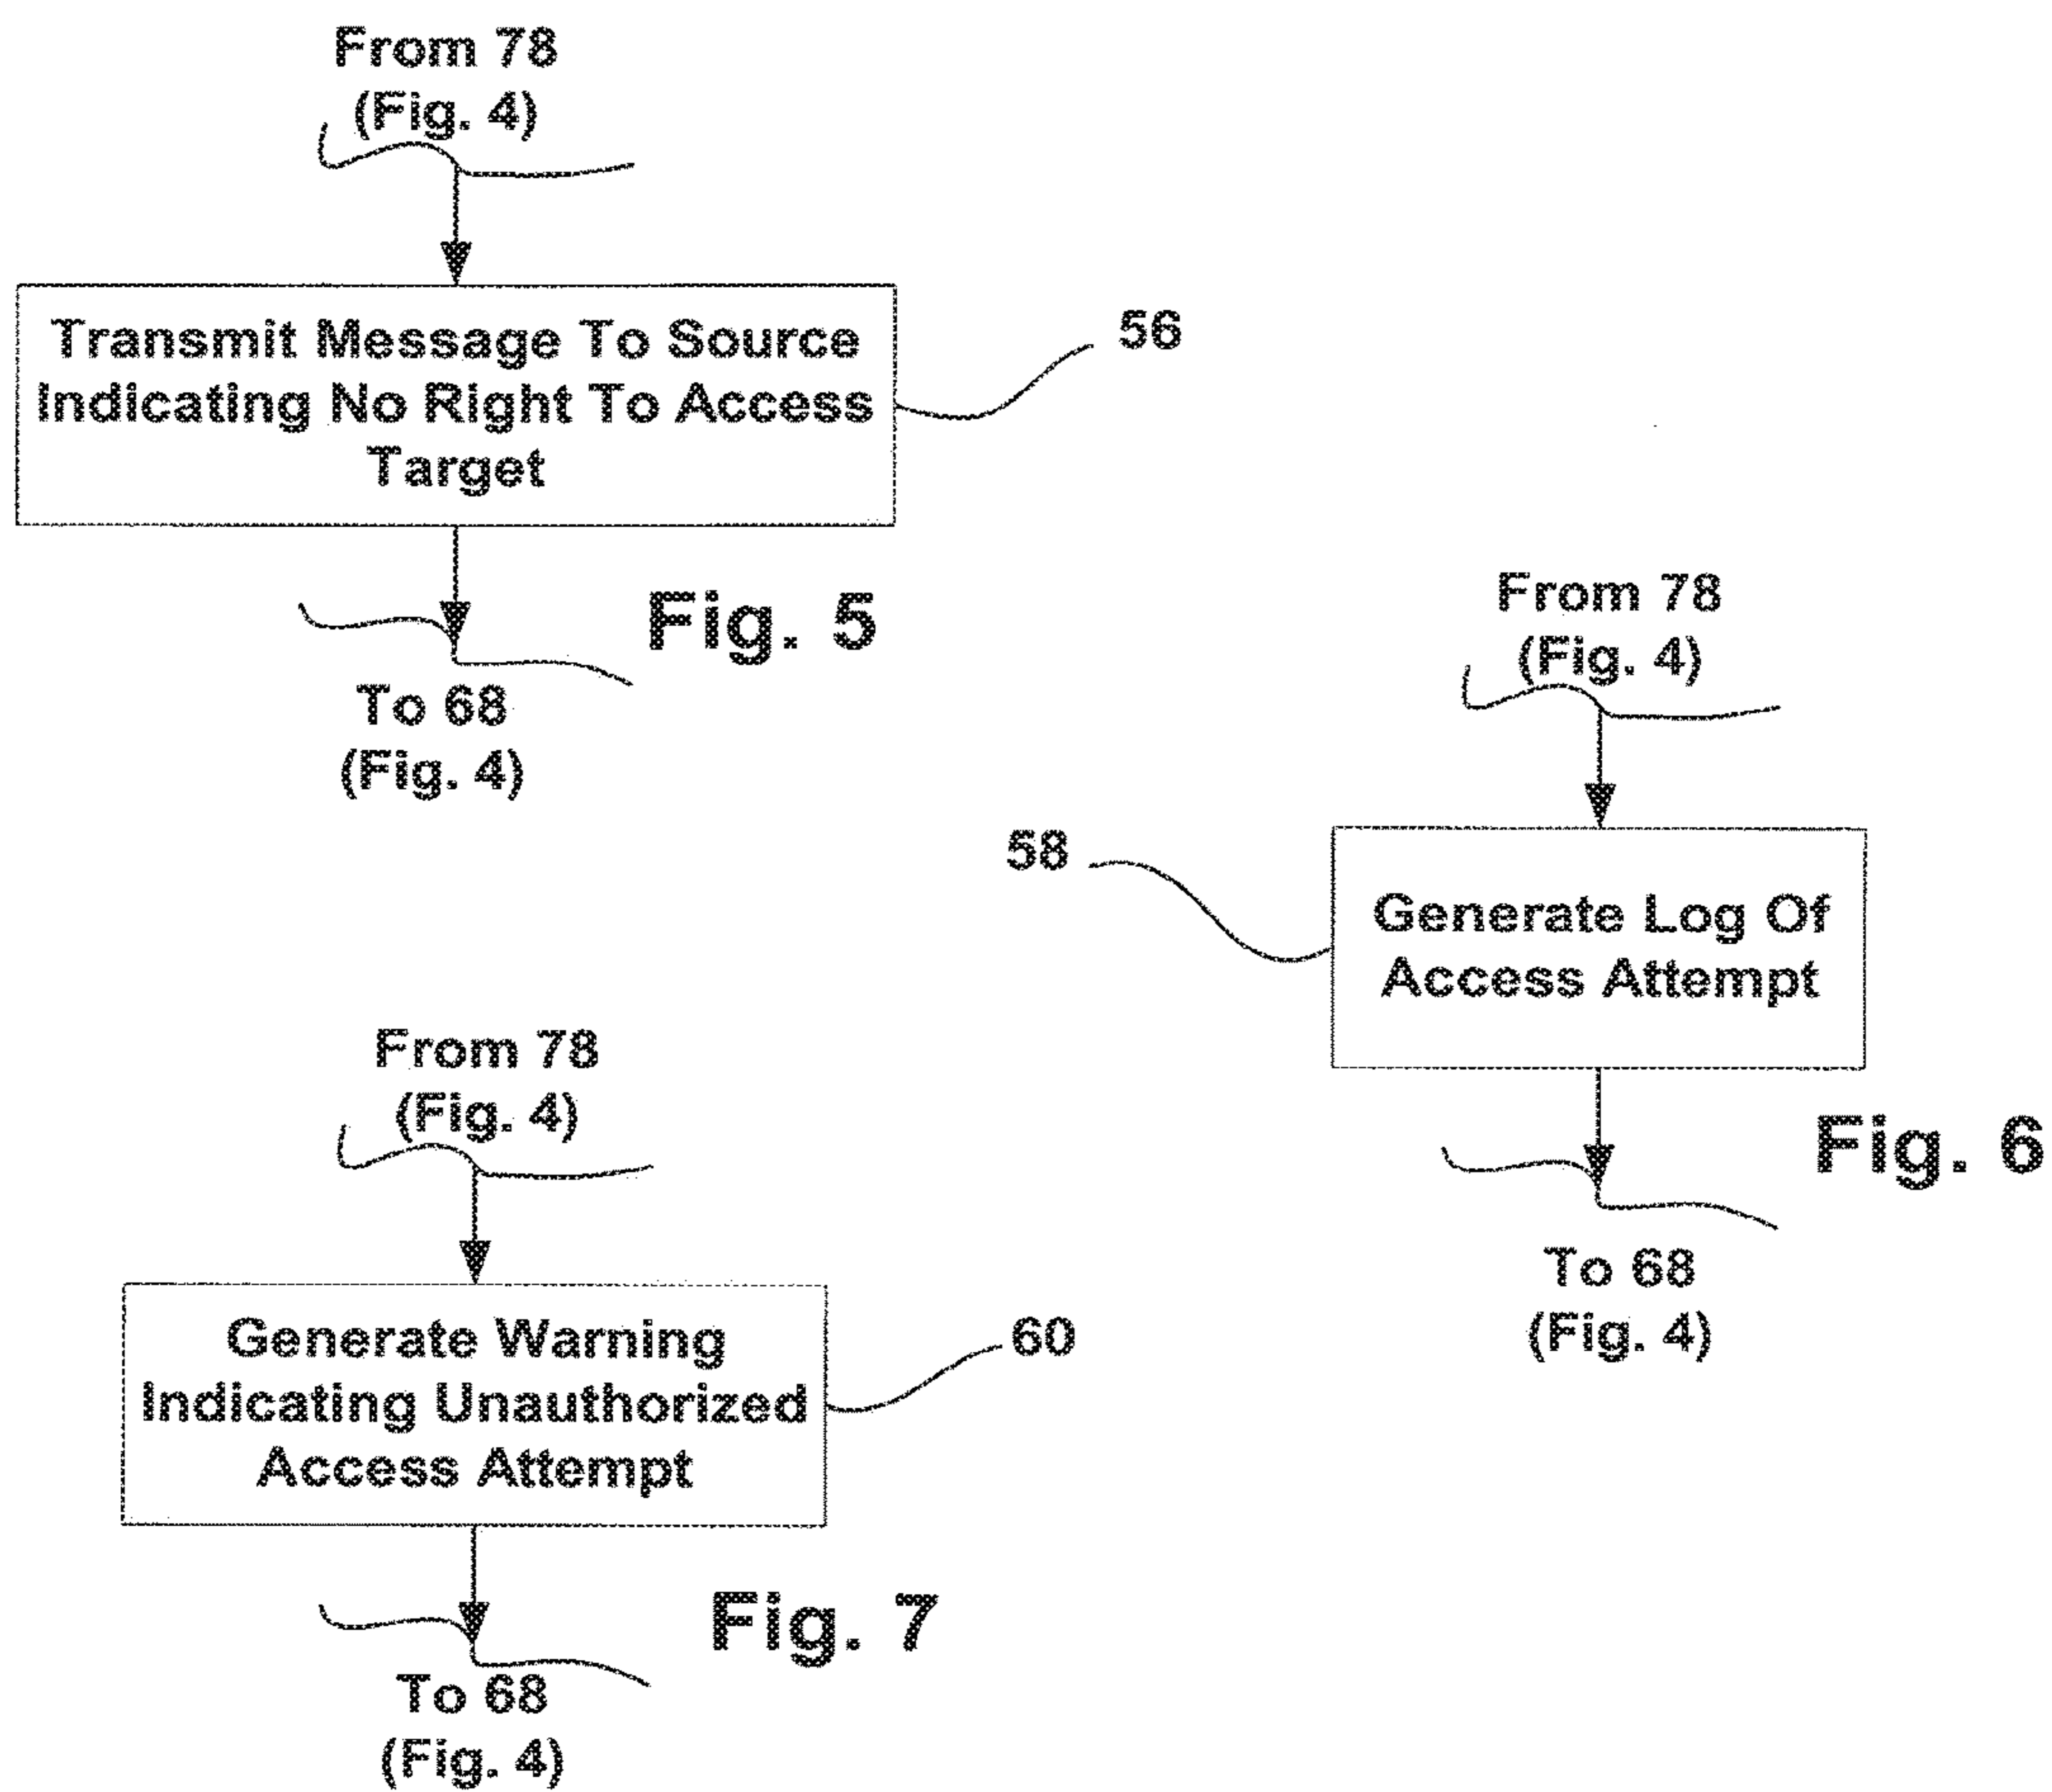 From 78
(Fig. 4)
Transmit Message To Source
Indicating No Right To Access
Target
56
Fig. 5
To 68
(Fig. 4)
From 78
(Fig. 4)
58
Generate Log Of
Access Attempt
Fig. 6
To 68
(Fig. 4)
From 78
(Fig. 4)
Generate Warning
Indicating Unauthorized
Access Attempt
60
Fig. 7
To 68
(Fig. 4)